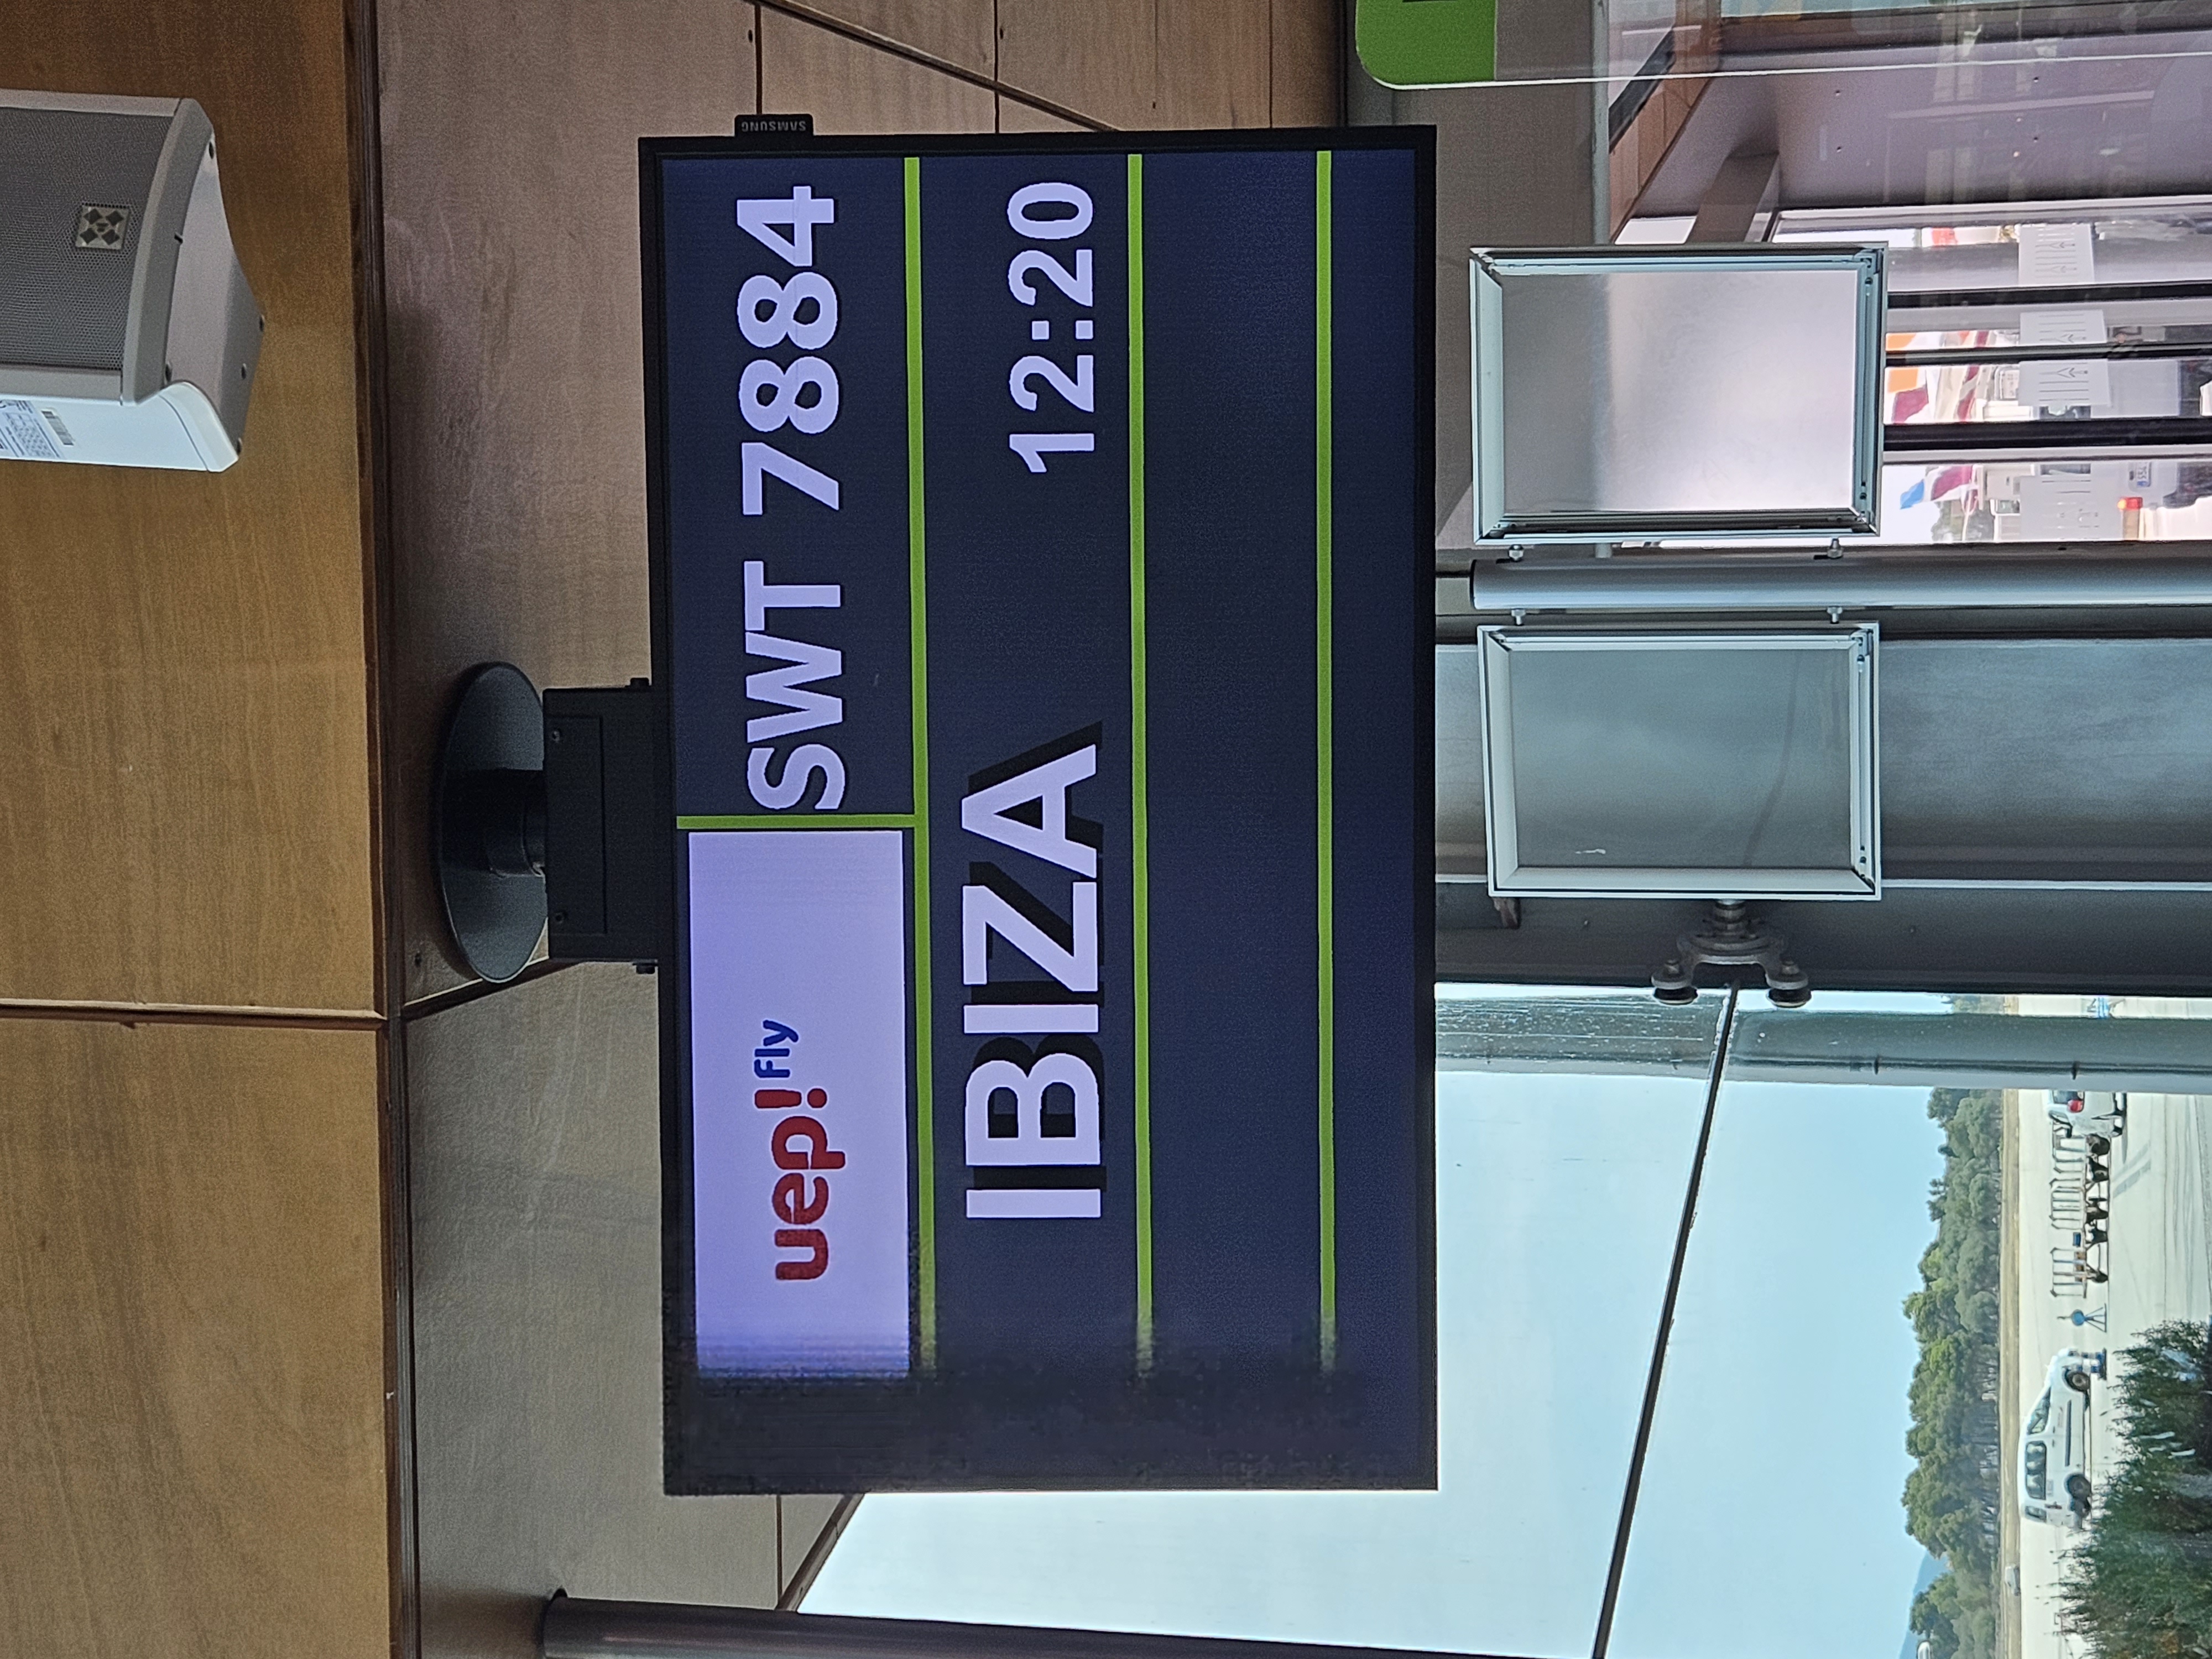 SAMSUNG
uep!Fly
SWT 7884
IBIZA
12:20